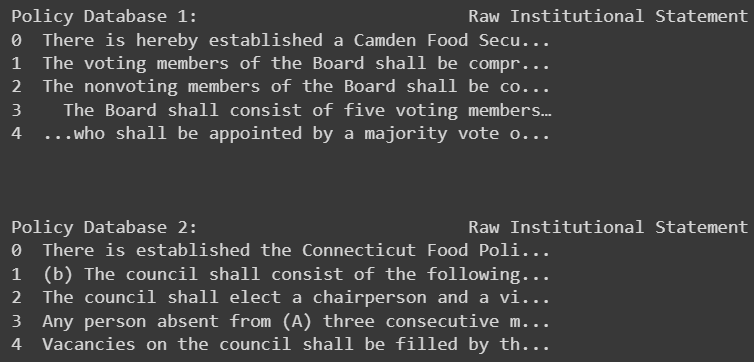 Policy Database 1: Raw Institutional Statement
0 There is hereby established a Camden Food Secu...
1 The voting members of the Board shall be compr...
2 The nonvoting members of the Board shall be co...
3 The Board shall consist of five voting members…
4 ...who shall be appointed by a majority vote o...
Policy Database 2: Raw Institutional Statement
0 There is established the Connecticut Food Poli...
1 (b) The council shall consist of the following...
2 The council shall elect a chairperson and a vi...
3 Any person absent from (A) three consecutive m...
4 Vacancies on the council shall be filled by th...